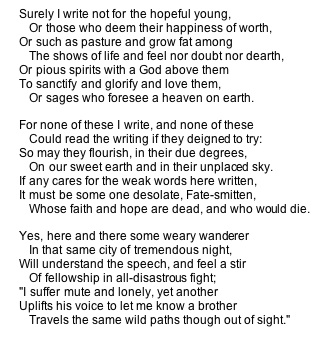 Surely I write not for the hopeful young,
Or those who deem their happiness of worth,
Or such as pasture and grow fat among
The shows of life and feel nor doubt nor dearth,
Or pious spirits with a God above them
To sanctify and glorify and love them,
Or sages who foresee a heaven on earth.

For none of these I write, and none of these
Could read the writing if they deigned to try:
So may they flourish, in their due degrees,
On our sweet earth and in their unplaced sky.
If any cares for the weak words here written,
It must be some one desolate, Fate-smitten,
Whose faith and hope are dead, and who would die.

Yes, here and there some weary wanderer
In that same city of tremendous night,
Will understand the speech, and feel a stir
Of fellowship in all-disastrous fight;
"I suffer mute and lonely, yet another
Uplifts his voice to let me know a brother
Travels the same wild paths though out of sight."